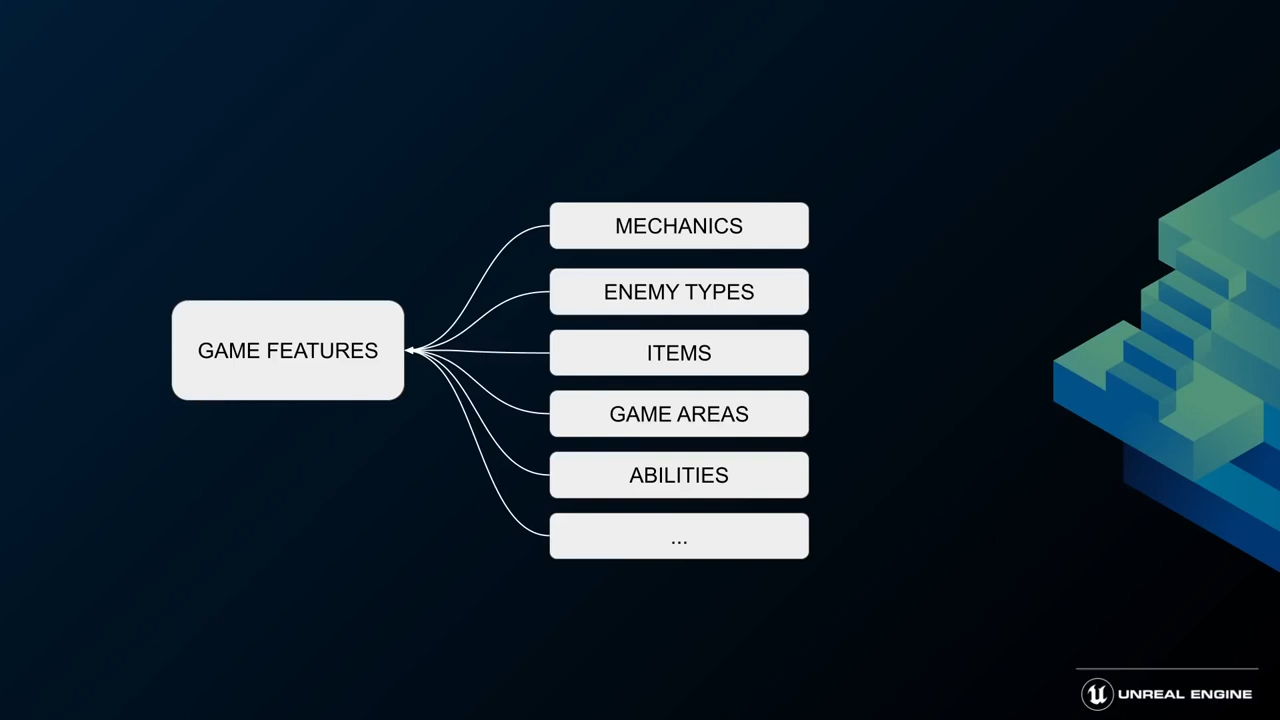 GAME FEATURES
MECHANICS
ENEMY TYPES
ITEMS
GAME AREAS
ABILITIES
...
UNREAL ENGINE